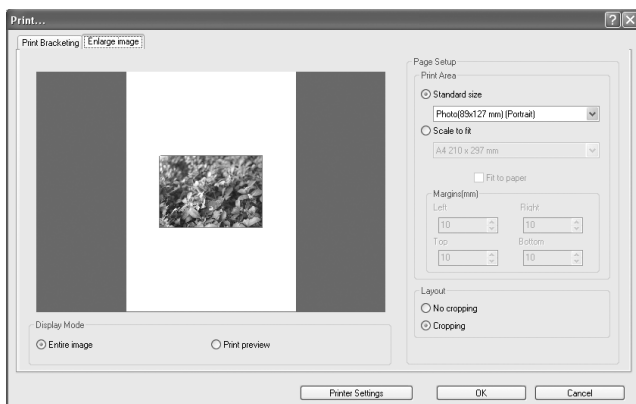 Print...
Print Bracketing
Enlarge image
Page Setup
Print Area
Standard size
Photo(89x127 mm) (Portrait)
Scale to fit
A4 210 x 297 mm
Fit to paper
Margins(mm)
Left
Right
10
10
Top
Bottom
10
10
Layout
No cropping
Cropping
Display Mode
Entire image
Print preview
Printer Settings
OK
Cancel